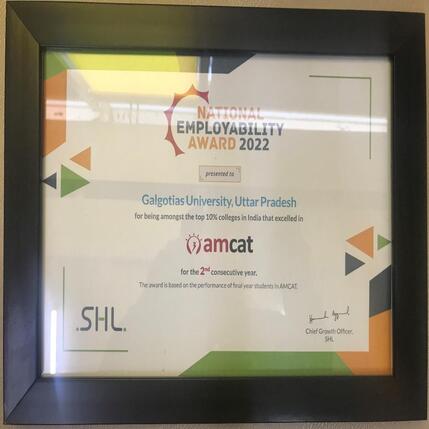 NATIONAL
EMPLOYABILITY
AWARD 2022
presented to
Galgotias University, Uttar Pradesh
for being amongst the top 10% colleges in India that excelled in
amcat
for the 2nd consecutive year.
The award is based on the performance of final year students in AMCAT.
.SHL.
Chief Growth Officer,
SHL